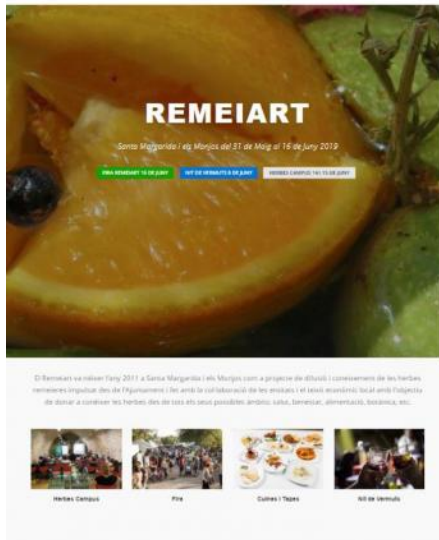 REMEIART
Santa Margarida i els Monjos del 31 de Maig al 16 de Juny 2019
FIRA REMEIART 16 DE JUNY NIT DE VERMUTS 8 DE JUNY HERBES CAMPUS 14 I 15 DE JUNY
El Remeiart va néixer l'any 2011 a Santa Margarida i els Monjos com a projecte de difusió i coneixement de les herbes
remeieres impulsat des de l'Ajuntament i fet amb la col·laboració de les entitats i el teixit econòmic local amb l'objectiu
de donar a conèixer les herbes des de tots els seus possibles àmbits: salut, benestar, alimentació, botànica, etc.
Herbes Campus Fira Cuines i Tapes Nit de Vermuts